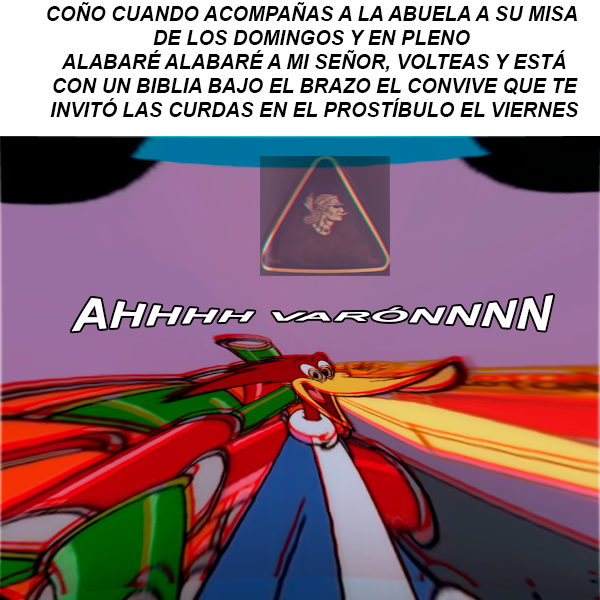 COÑO CUANDO ACOMPAÑAS A LA ABUELA A SU MISA
DE LOS DOMINGOS Y EN PLENO
ALABARÉ ALABARÉ A MI SEÑOR, VOLTEAS Y ESTÁ
CON UN BIBLIA BAJO EL BRAZO EL CONVIVE QUE TE
INVITÓ LAS CURDAS EN EL PROSTÍBULO EL VIERNES
AHHHH VARÓNNNN